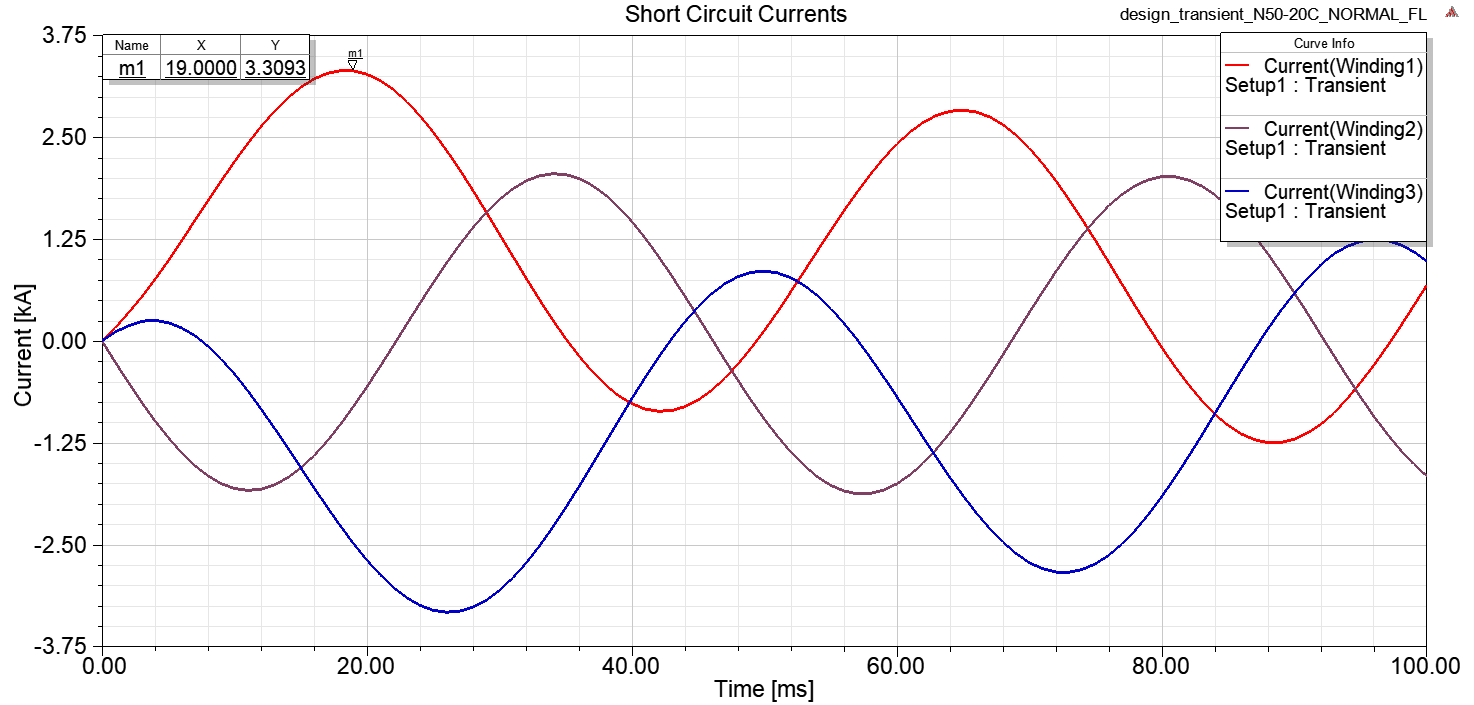 Short Circuit Currents
design_transient_N50-20C_NORMAL_FL
Name X Y
m1 19.0000 3.3093
m1
Curve Info
Current(Winding1)
Setup1 : Transient
Current(Winding2)
Setup1 : Transient
Current(Winding3)
Setup1 : Transient
Current [kA]
3.75
2.50
1.25
0.00
-1.25
-2.50
-3.75
0.00 20.00 40.00 60.00 80.00 100.00
Time [ms]